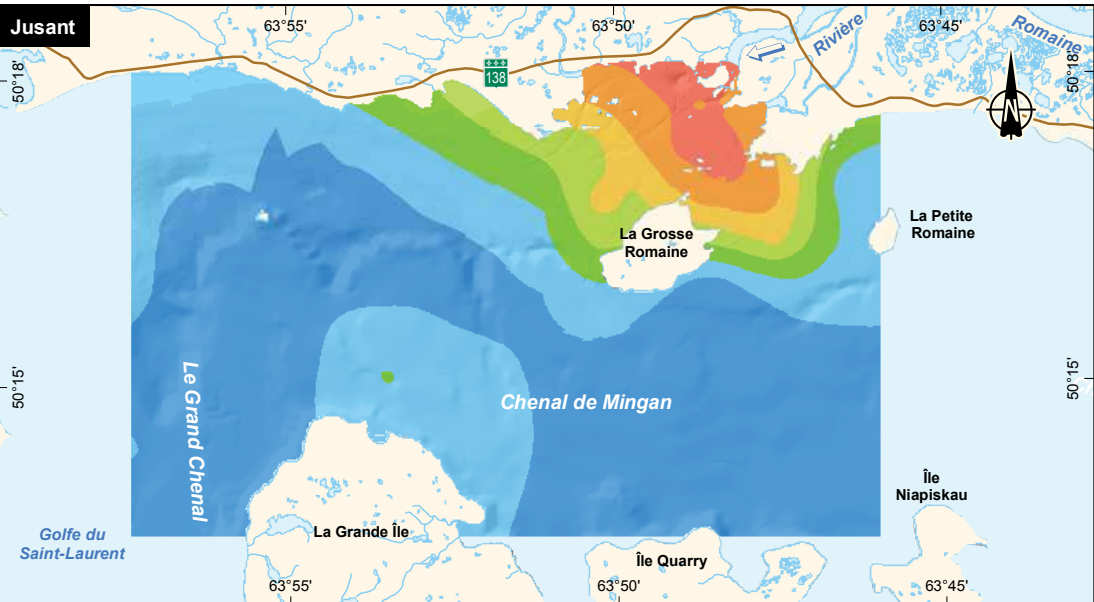 Jusant
63°55'
63°50'
63°45'
Rivière
Romaine
50°18'
50°18'
138
N
La Petite
Romaine
La Grosse
Romaine
50°15'
50°15'
Le Grand Chenal
Chenal de Mingan
Île
Niapiskau
Golfe du
Saint-Laurent
La Grande Île
Île Quarry
63°55'
63°50'
63°45'